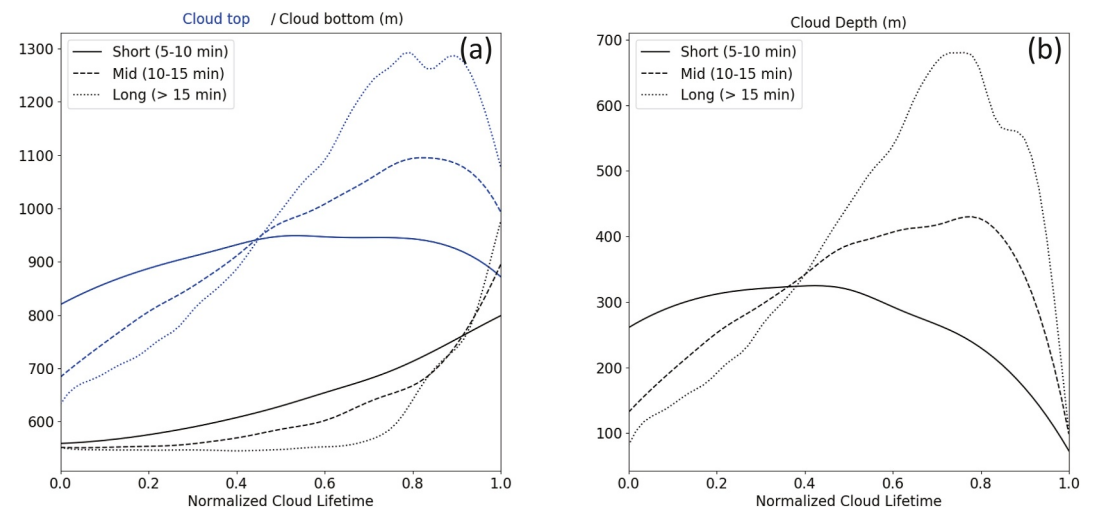 Cloud top / Cloud bottom (m)
(a)
Short (5-10 min)
Mid (10-15 min)
Long (> 15 min)
1300
1200
1100
1000
900
800
700
600
0.0 0.2 0.4 0.6 0.8 1.0
Normalized Cloud Lifetime
Cloud Depth (m)
(b)
Short (5-10 min)
Mid (10-15 min)
Long (> 15 min)
700
600
500
400
300
200
100
0.0 0.2 0.4 0.6 0.8 1.0
Normalized Cloud Lifetime